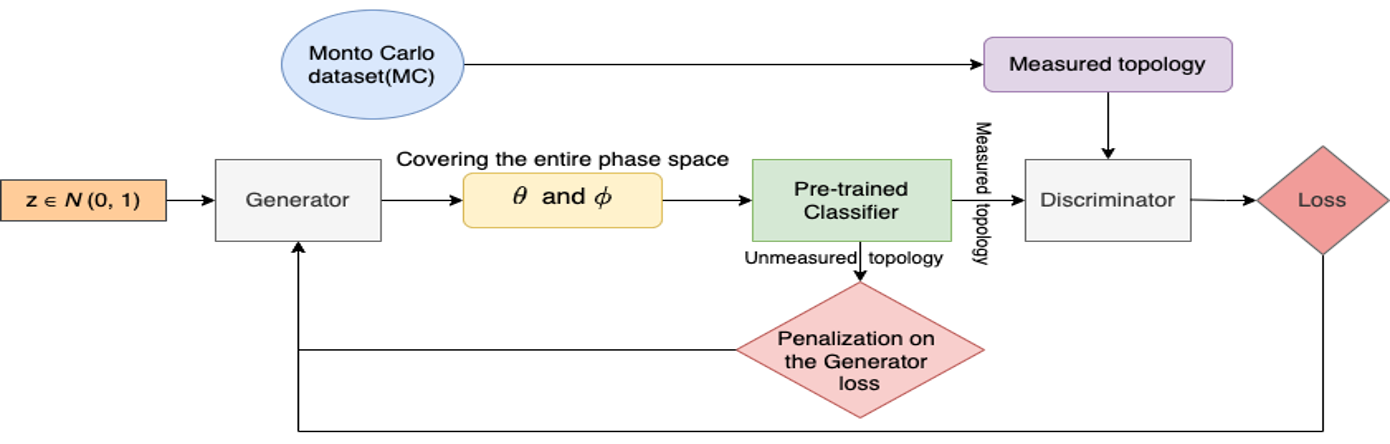 Monto Carlo
dataset(MC)
Measured topology
Covering the entire phase space
z ∈ N (0, 1)
Generator
θ and ϕ
Pre-trained
Classifier
Measured topology
Discriminator
Loss
Unmeasured topology
Penalization on
the Generator
loss